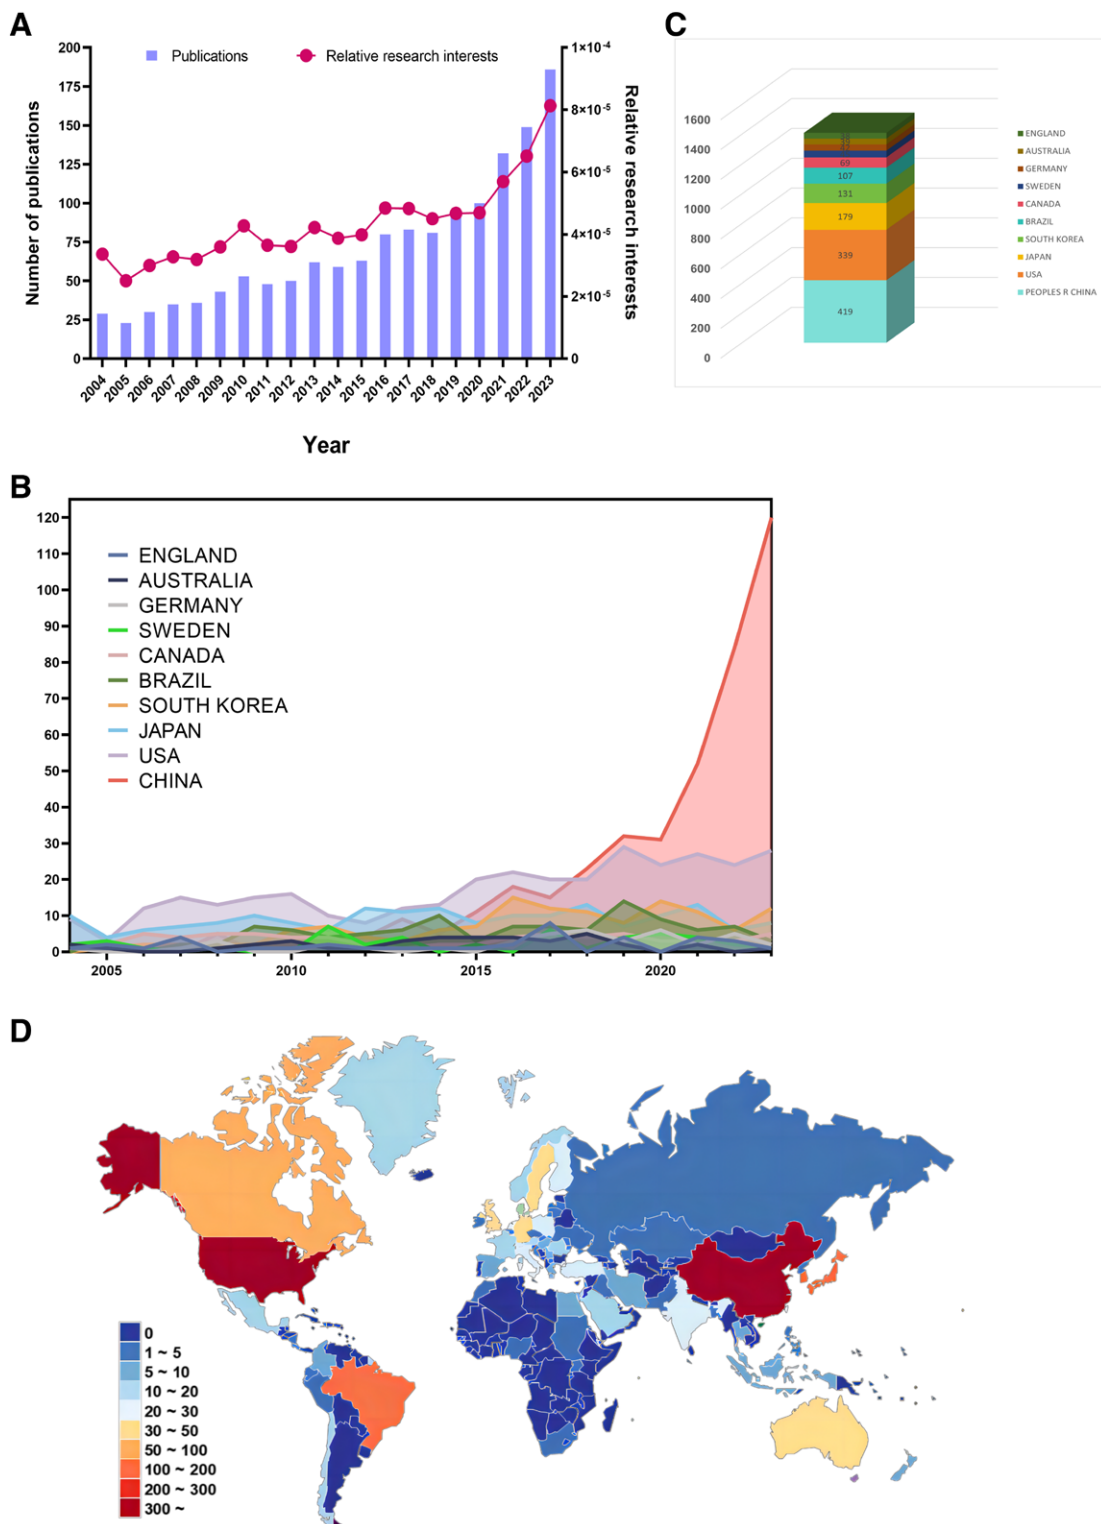 A
Publications
Relative research interests
Number of publications
200
175
150
125
100
75
50
25
0
1×10⁻⁴
8×10⁻⁵
6×10⁻⁵
4×10⁻⁵
2×10⁻⁵
0
Relative research interests
2004 2005 2006 2007 2008 2009 2010 2011 2012 2013 2014 2015 2016 2017 2018 2019 2020 2021 2022 2023
Year
C
1600
1400
1200
1000
800
600
400
200
0
69
107
131
179
339
419
ENGLAND
AUSTRALIA
GERMANY
SWEDEN
CANADA
BRAZIL
SOUTH KOREA
JAPAN
USA
PEOPLES R CHINA
B
120
110
100
90
80
70
60
50
40
30
20
10
0
ENGLAND
AUSTRALIA
GERMANY
SWEDEN
CANADA
BRAZIL
SOUTH KOREA
JAPAN
USA
CHINA
2005 2010 2015 2020
D
0
1 ~ 5
5 ~ 10
10 ~ 20
20 ~ 30
30 ~ 50
50 ~ 100
100 ~ 200
200 ~ 300
300 ~